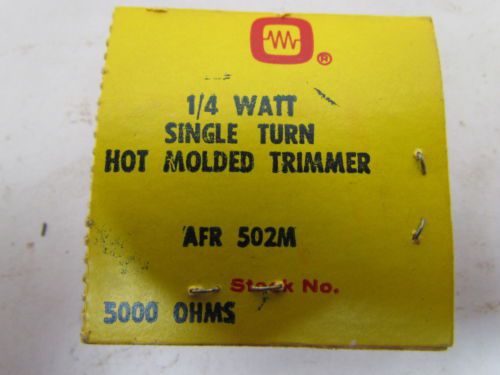 ®
1/4 WATT
SINGLE TURN
HOT MOLDED TRIMMER
AFR 502M
Stock No.
5000 OHMS